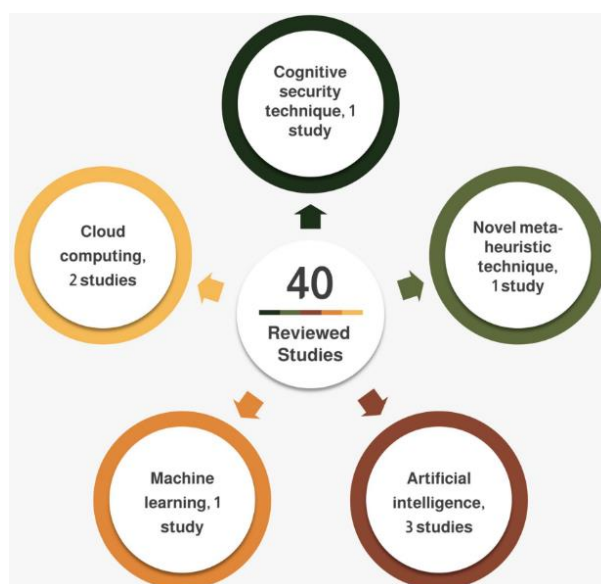 Cognitive
security
technique, 1
study
Cloud
computing,
2 studies
Novel meta-
heuristic
technique,
1 study
40
Reviewed
Studies
Machine
learning, 1
study
Artificial
intelligence,
3 studies